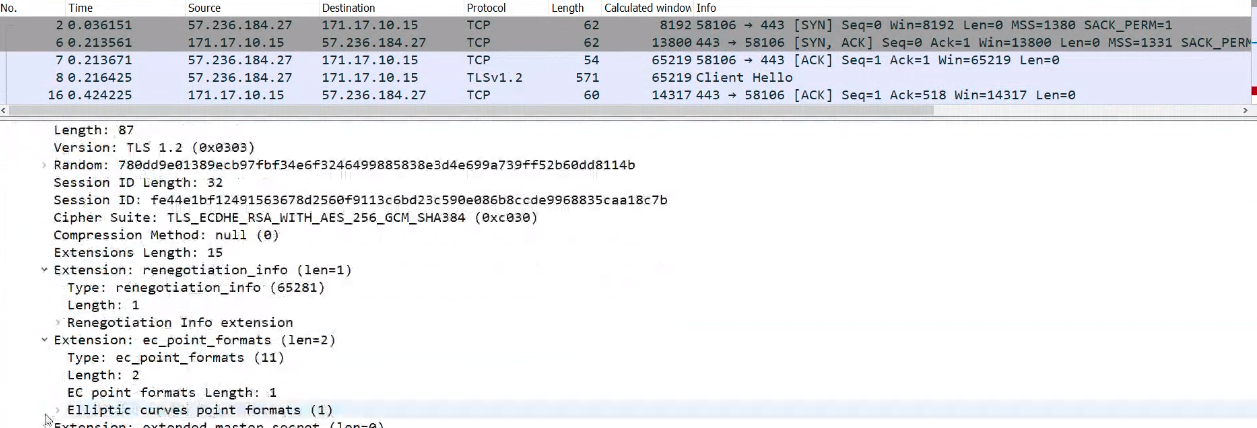 No. Time Source Destination Protocol Length Calculated window Info
2 0.036151 57.236.184.27 171.17.10.15 TCP 62 8192 58106 → 443 [SYN] Seq=0 Win=8192 Len=0 MSS=1380 SACK_PERM=1
6 0.213561 171.17.10.15 57.236.184.27 TCP 62 13800 443 → 58106 [SYN, ACK] Seq=0 Ack=1 Win=13800 Len=0 MSS=1331 SACK_PERM
7 0.213671 57.236.184.27 171.17.10.15 TCP 54 65219 58106 → 443 [ACK] Seq=1 Ack=1 Win=65219 Len=0
8 0.216425 57.236.184.27 171.17.10.15 TLSv1.2 571 65219 Client Hello
16 0.424225 171.17.10.15 57.236.184.27 TCP 60 14317 443 → 58106 [ACK] Seq=1 Ack=518 Win=14317 Len=0
Length: 87
Version: TLS 1.2 (0x0303)
Random: 780dd9e01389ecb97fbf34e6f3246499885838e3d4e699a739ff52b60dd8114b
Session ID Length: 32
Session ID: fe44e1bf12491563678d2560f9113c6bd23c590e086b8ccde9968835caa18c7b
Cipher Suite: TLS_ECDHE_RSA_WITH_AES_256_GCM_SHA384 (0xc030)
Compression Method: null (0)
Extensions Length: 15
Extension: renegotiation_info (len=1)
Type: renegotiation_info (65281)
Length: 1
Renegotiation Info extension
Extension: ec_point_formats (len=2)
Type: ec_point_formats (11)
Length: 2
EC point formats Length: 1
Elliptic curves point formats (1)
Extension: extended_master_secret (len=0)